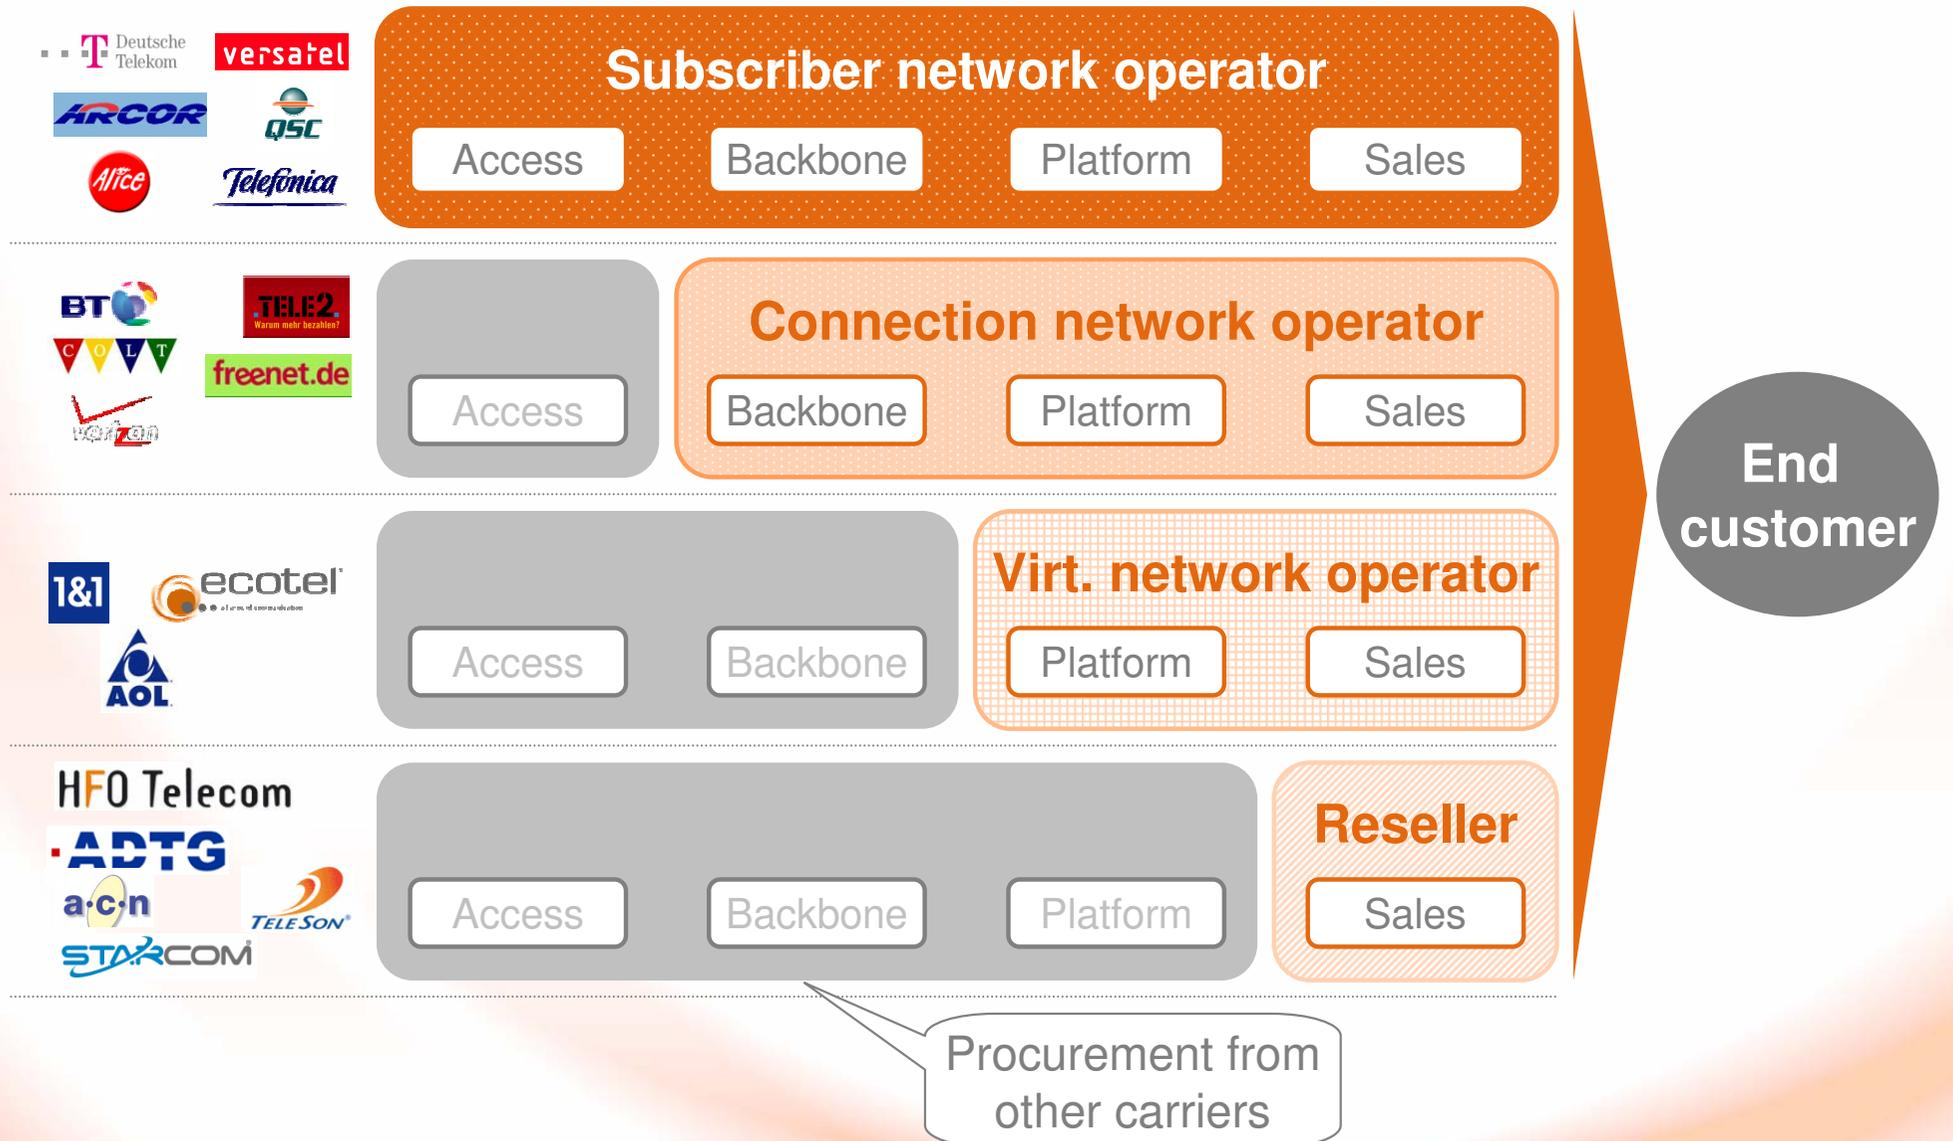 Deutsche
Telekom
versatel
ARCOR
QSC
Alice
Telefónica
Subscriber network operator
Access
Backbone
Platform
Sales
BT
TELE2.
Warum mehr bezahlen?
COLT
freenet.de
verizon
Connection network operator
Access
Backbone
Platform
Sales
1&1
ecotel
AOL
Virt. network operator
Access
Backbone
Platform
Sales
HFO Telecom
ADTG
a·c·n
TELESON®
STARCOM
Reseller
Access
Backbone
Platform
Sales
End
customer
Procurement from
other carriers